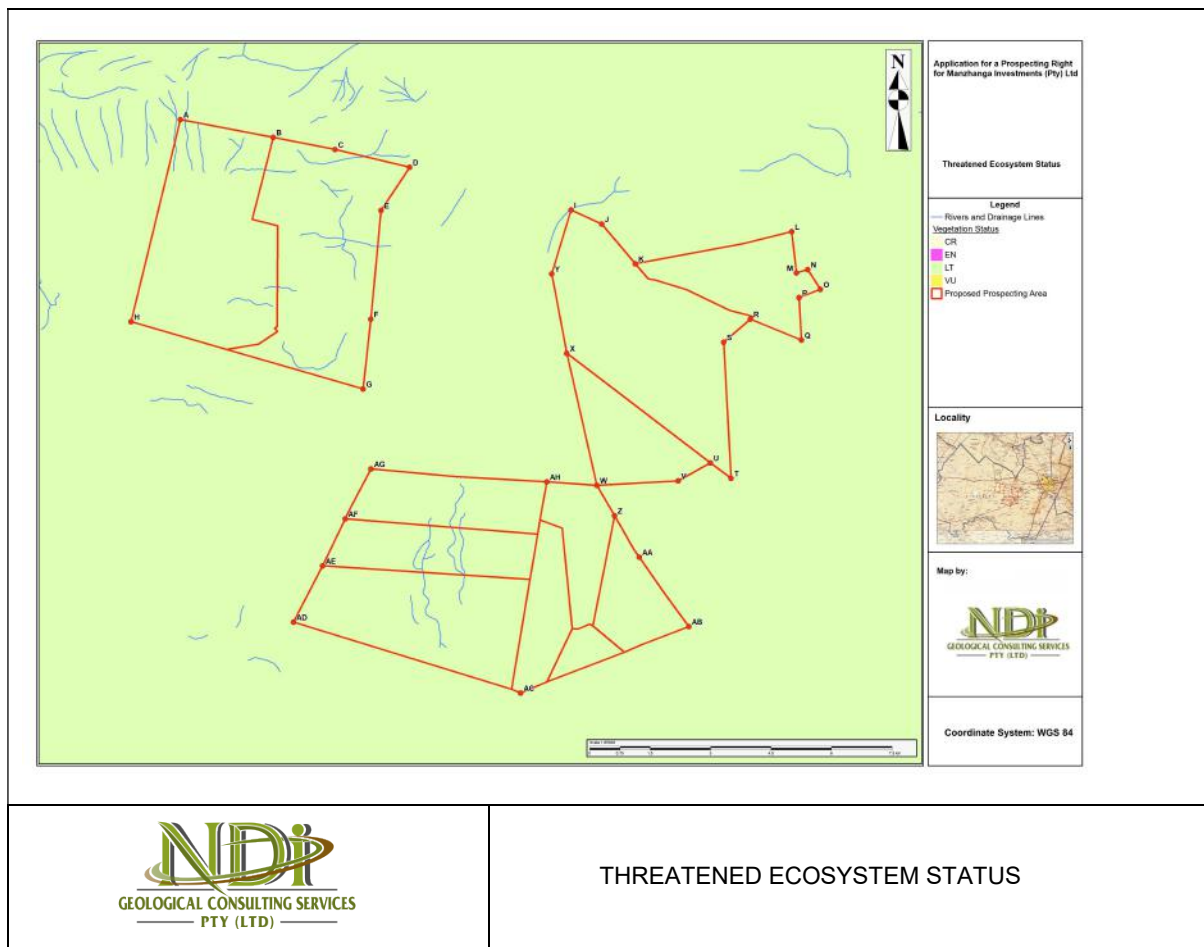 N
Application for a Prospecting Right
for Manzhanga Investments (Pty) Ltd
Threatened Ecosystem Status
Legend
Rivers and Drainage Lines
Vegetation Status
CR
EN
LT
VU
Proposed Prospecting Area
Locality
Map by:
NDi
GEOLOGICAL CONSULTING SERVICES
PTY (LTD)
Coordinate System: WGS 84
A
B
C
D
E
F
G
H
I
J
K
L
M
N
O
P
Q
R
S
T
U
V
W
X
Y
Z
AA
AB
AC
AD
AE
AF
AG
AH
NDi
GEOLOGICAL CONSULTING SERVICES
PTY (LTD)
THREATENED ECOSYSTEM STATUS